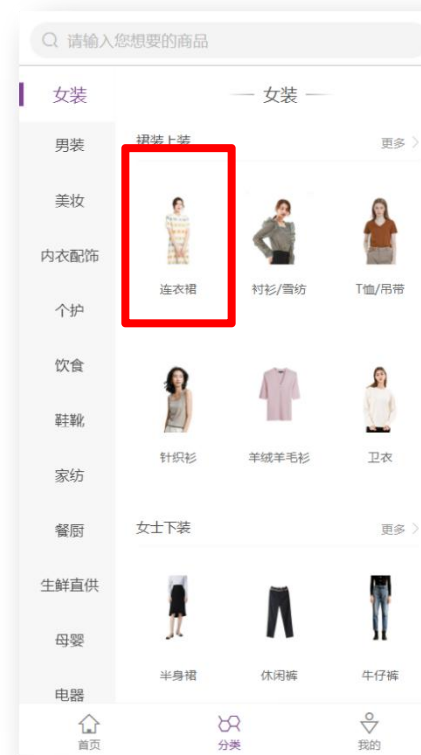 请输入您想要的商品
女装
女装
男装
美妆
内衣配饰
个护
饮食
鞋靴
家纺
餐厨
生鲜直供
母婴
电器
裙装上装
更多
连衣裙
衬衫/雪纺
T恤/吊带
针织衫
羊绒羊毛衫
卫衣
女士下装
更多
半身裙
休闲裤
牛仔裤
首页
分类
我的